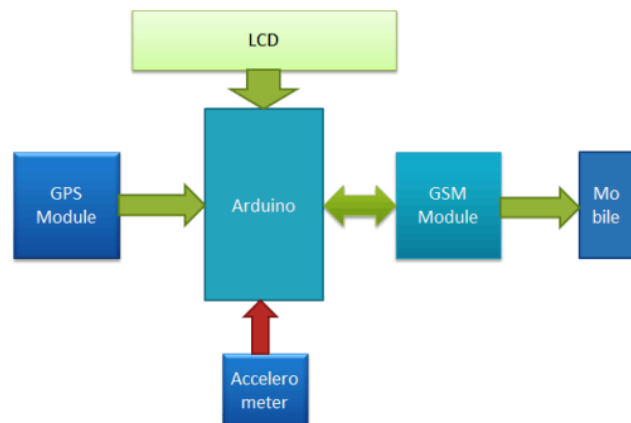 LCD
GPS
Module
Arduino
GSM
Module
Mo
bile
Accelero
meter